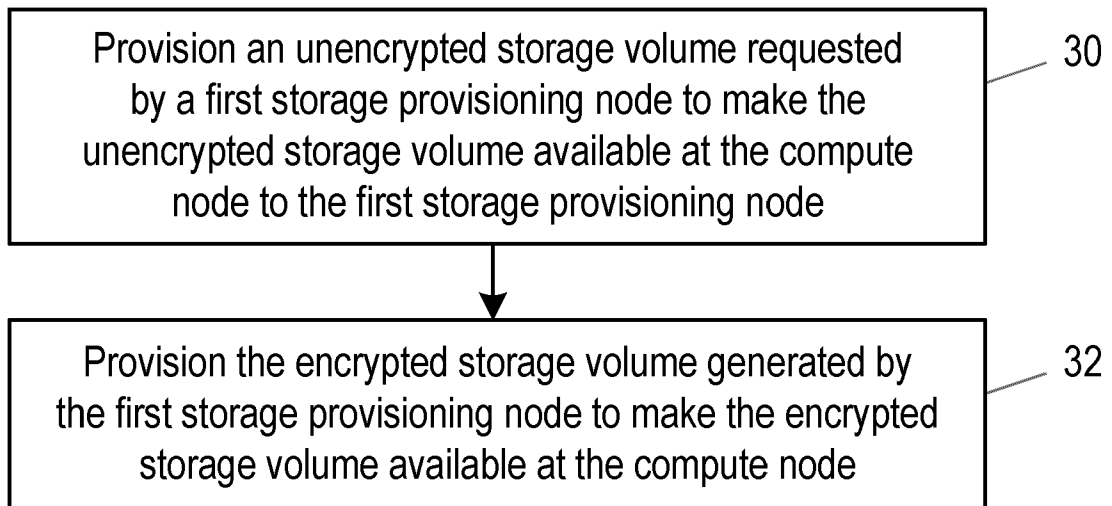 Provision an unencrypted storage volume requested
by a first storage provisioning node to make the
unencrypted storage volume available at the compute
node to the first storage provisioning node
30
Provision the encrypted storage volume generated by
the first storage provisioning node to make the encrypted
storage volume available at the compute node
32